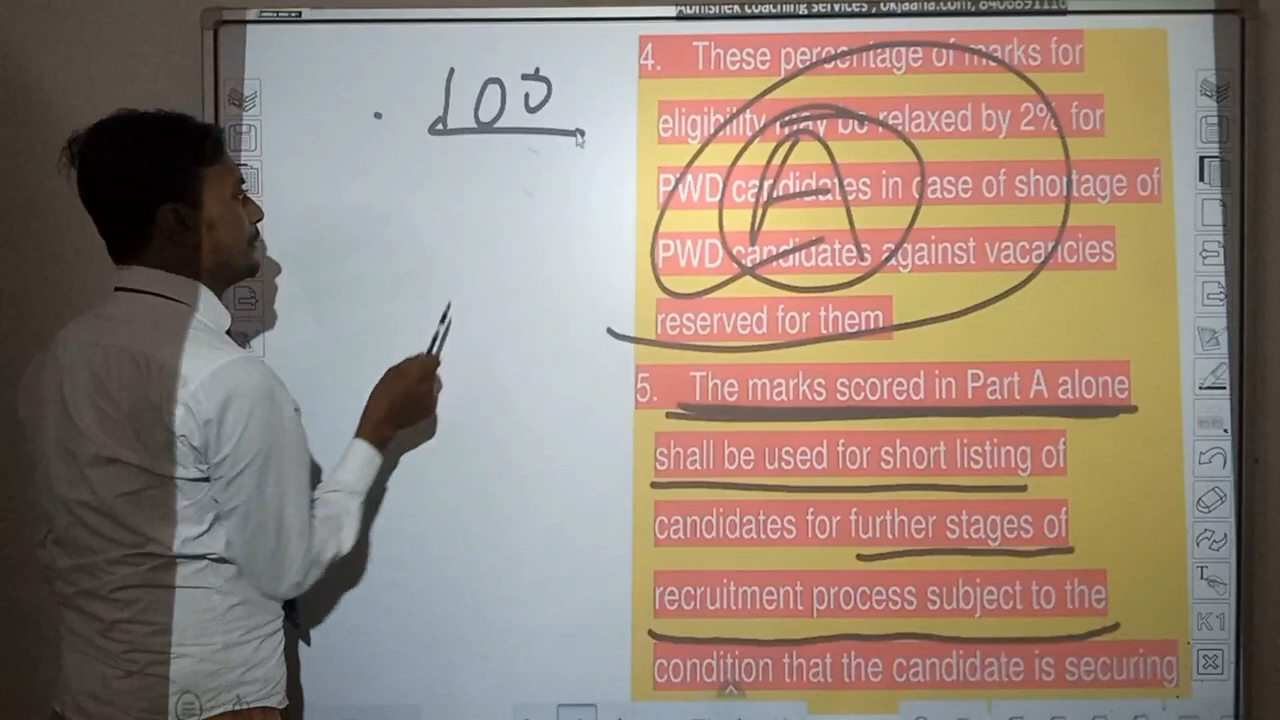 Abhishek coaching services , okjaana.com, 8406891110
100
4. These percentage of marks for
eligibility may be relaxed by 2% for
PWD candidates in case of shortage of
PWD candidates against vacancies
reserved for them
A
5. The marks scored in Part A alone
shall be used for short listing of
candidates for further stages of
recruitment process subject to the
condition that the candidate is securing
T
K1